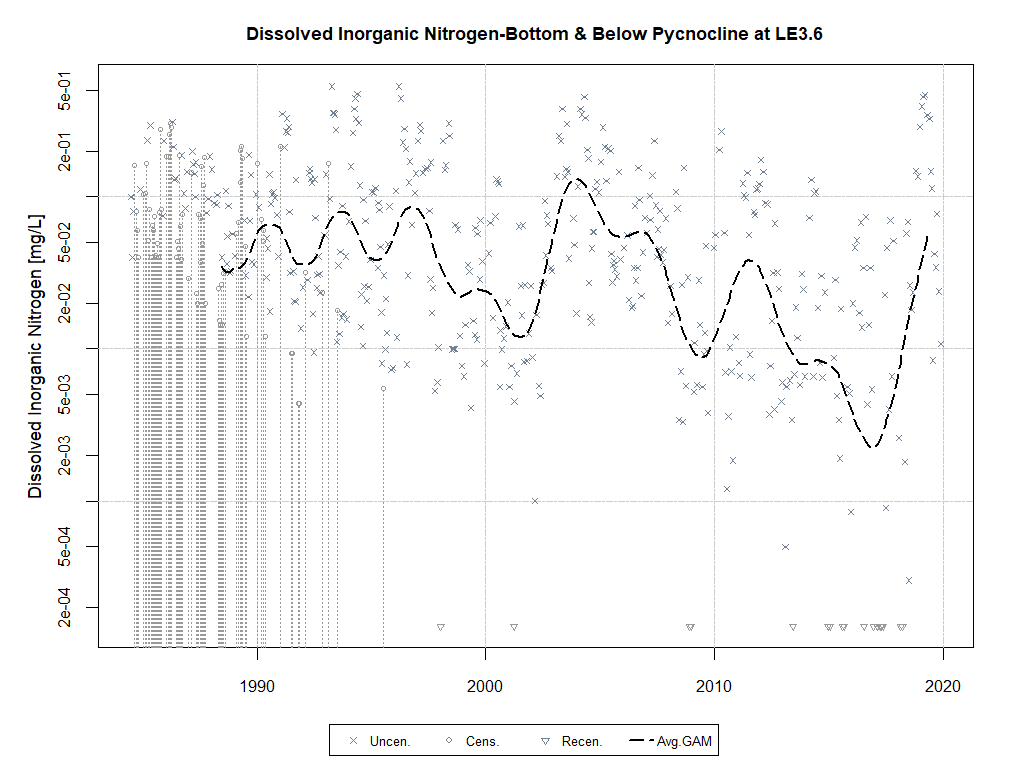 Dissolved Inorganic Nitrogen-Bottom & Below Pycnocline at LE3.6
Dissolved Inorganic Nitrogen [mg/L]
5e-01
2e-01
5e-02
2e-02
5e-03
2e-03
5e-04
2e-04
1990 2000 2010 2020
Uncen. Cens. Recen. Avg.GAM